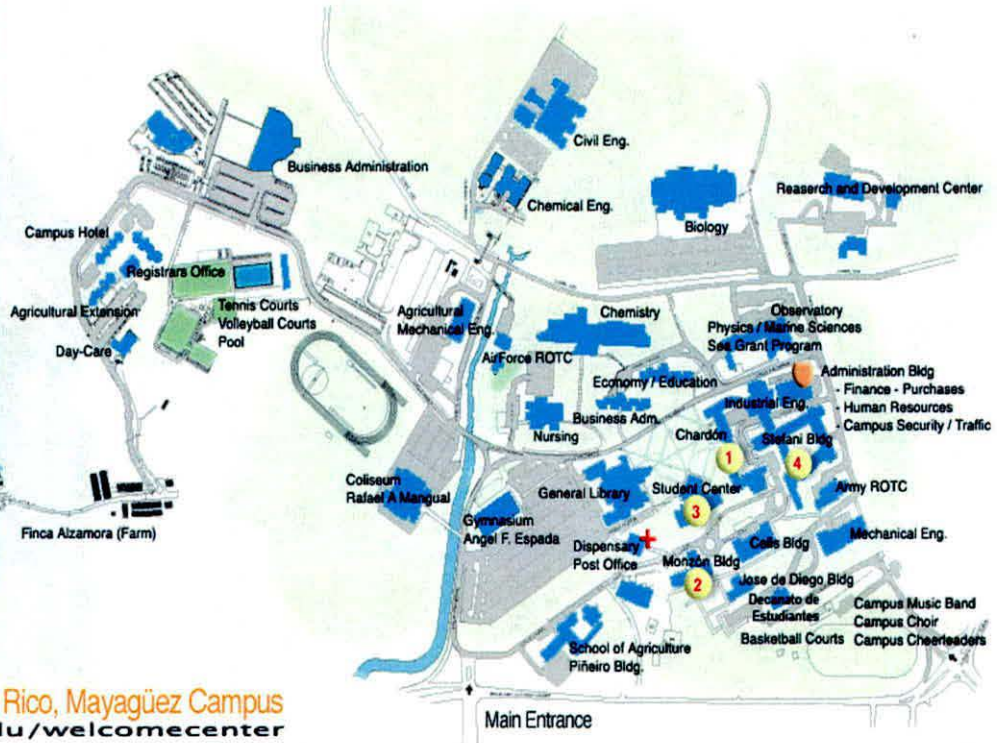 Civil Eng.
Business Administration
Chemical Eng.
Reaserch and Development Center
Biology
Campus Hotel
Registrars Office
Agricultural Extension
Tennis Courts
Volleyball Courts
Pool
Day-Care
Agricultural
Mechanical Eng.
Chemistry
Observatory
Physics / Marine Sciences
Sea Grant Program
AirForce ROTC
Economy / Education
Administration Bldg
- Finance - Purchases
- Human Resources
- Campus Security / Traffic
Business Adm.
Industrial Eng.
Nursing
Chardón
Stefani Bldg
1
4
Coliseum
Rafael A Mangual
General Library
Student Center
Army ROTC
3
Gymnasium
Angel F. Espada
Finca Alzamora (Farm)
Dispensary
Post Office
Monzón Bldg
Celis Bldg
Mechanical Eng.
2
Jose de Diego Bldg
Decanato de
Estudiantes
Campus Music Band
Campus Choir
Campus Cheerleaders
Basketball Courts
School of Agriculture
Piñeiro Bldg.
Rico, Mayagüez Campus
du/welcomecenter
Main Entrance